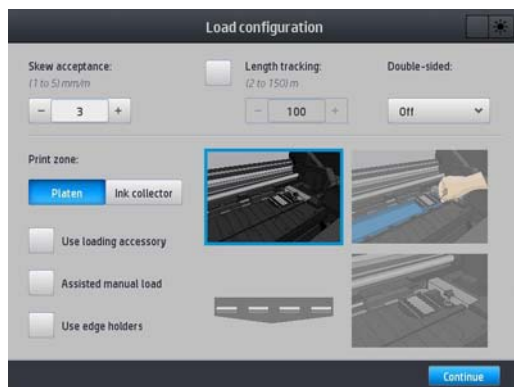 Load configuration
Skew acceptance:
(1 to 5) mm/m
- 3 +
Length tracking:
(2 to 150) m
- 100 +
Double-sided:
Off
Print zone:
Platen
Ink collector
Use loading accessory
Assisted manual load
Use edge holders
Continue